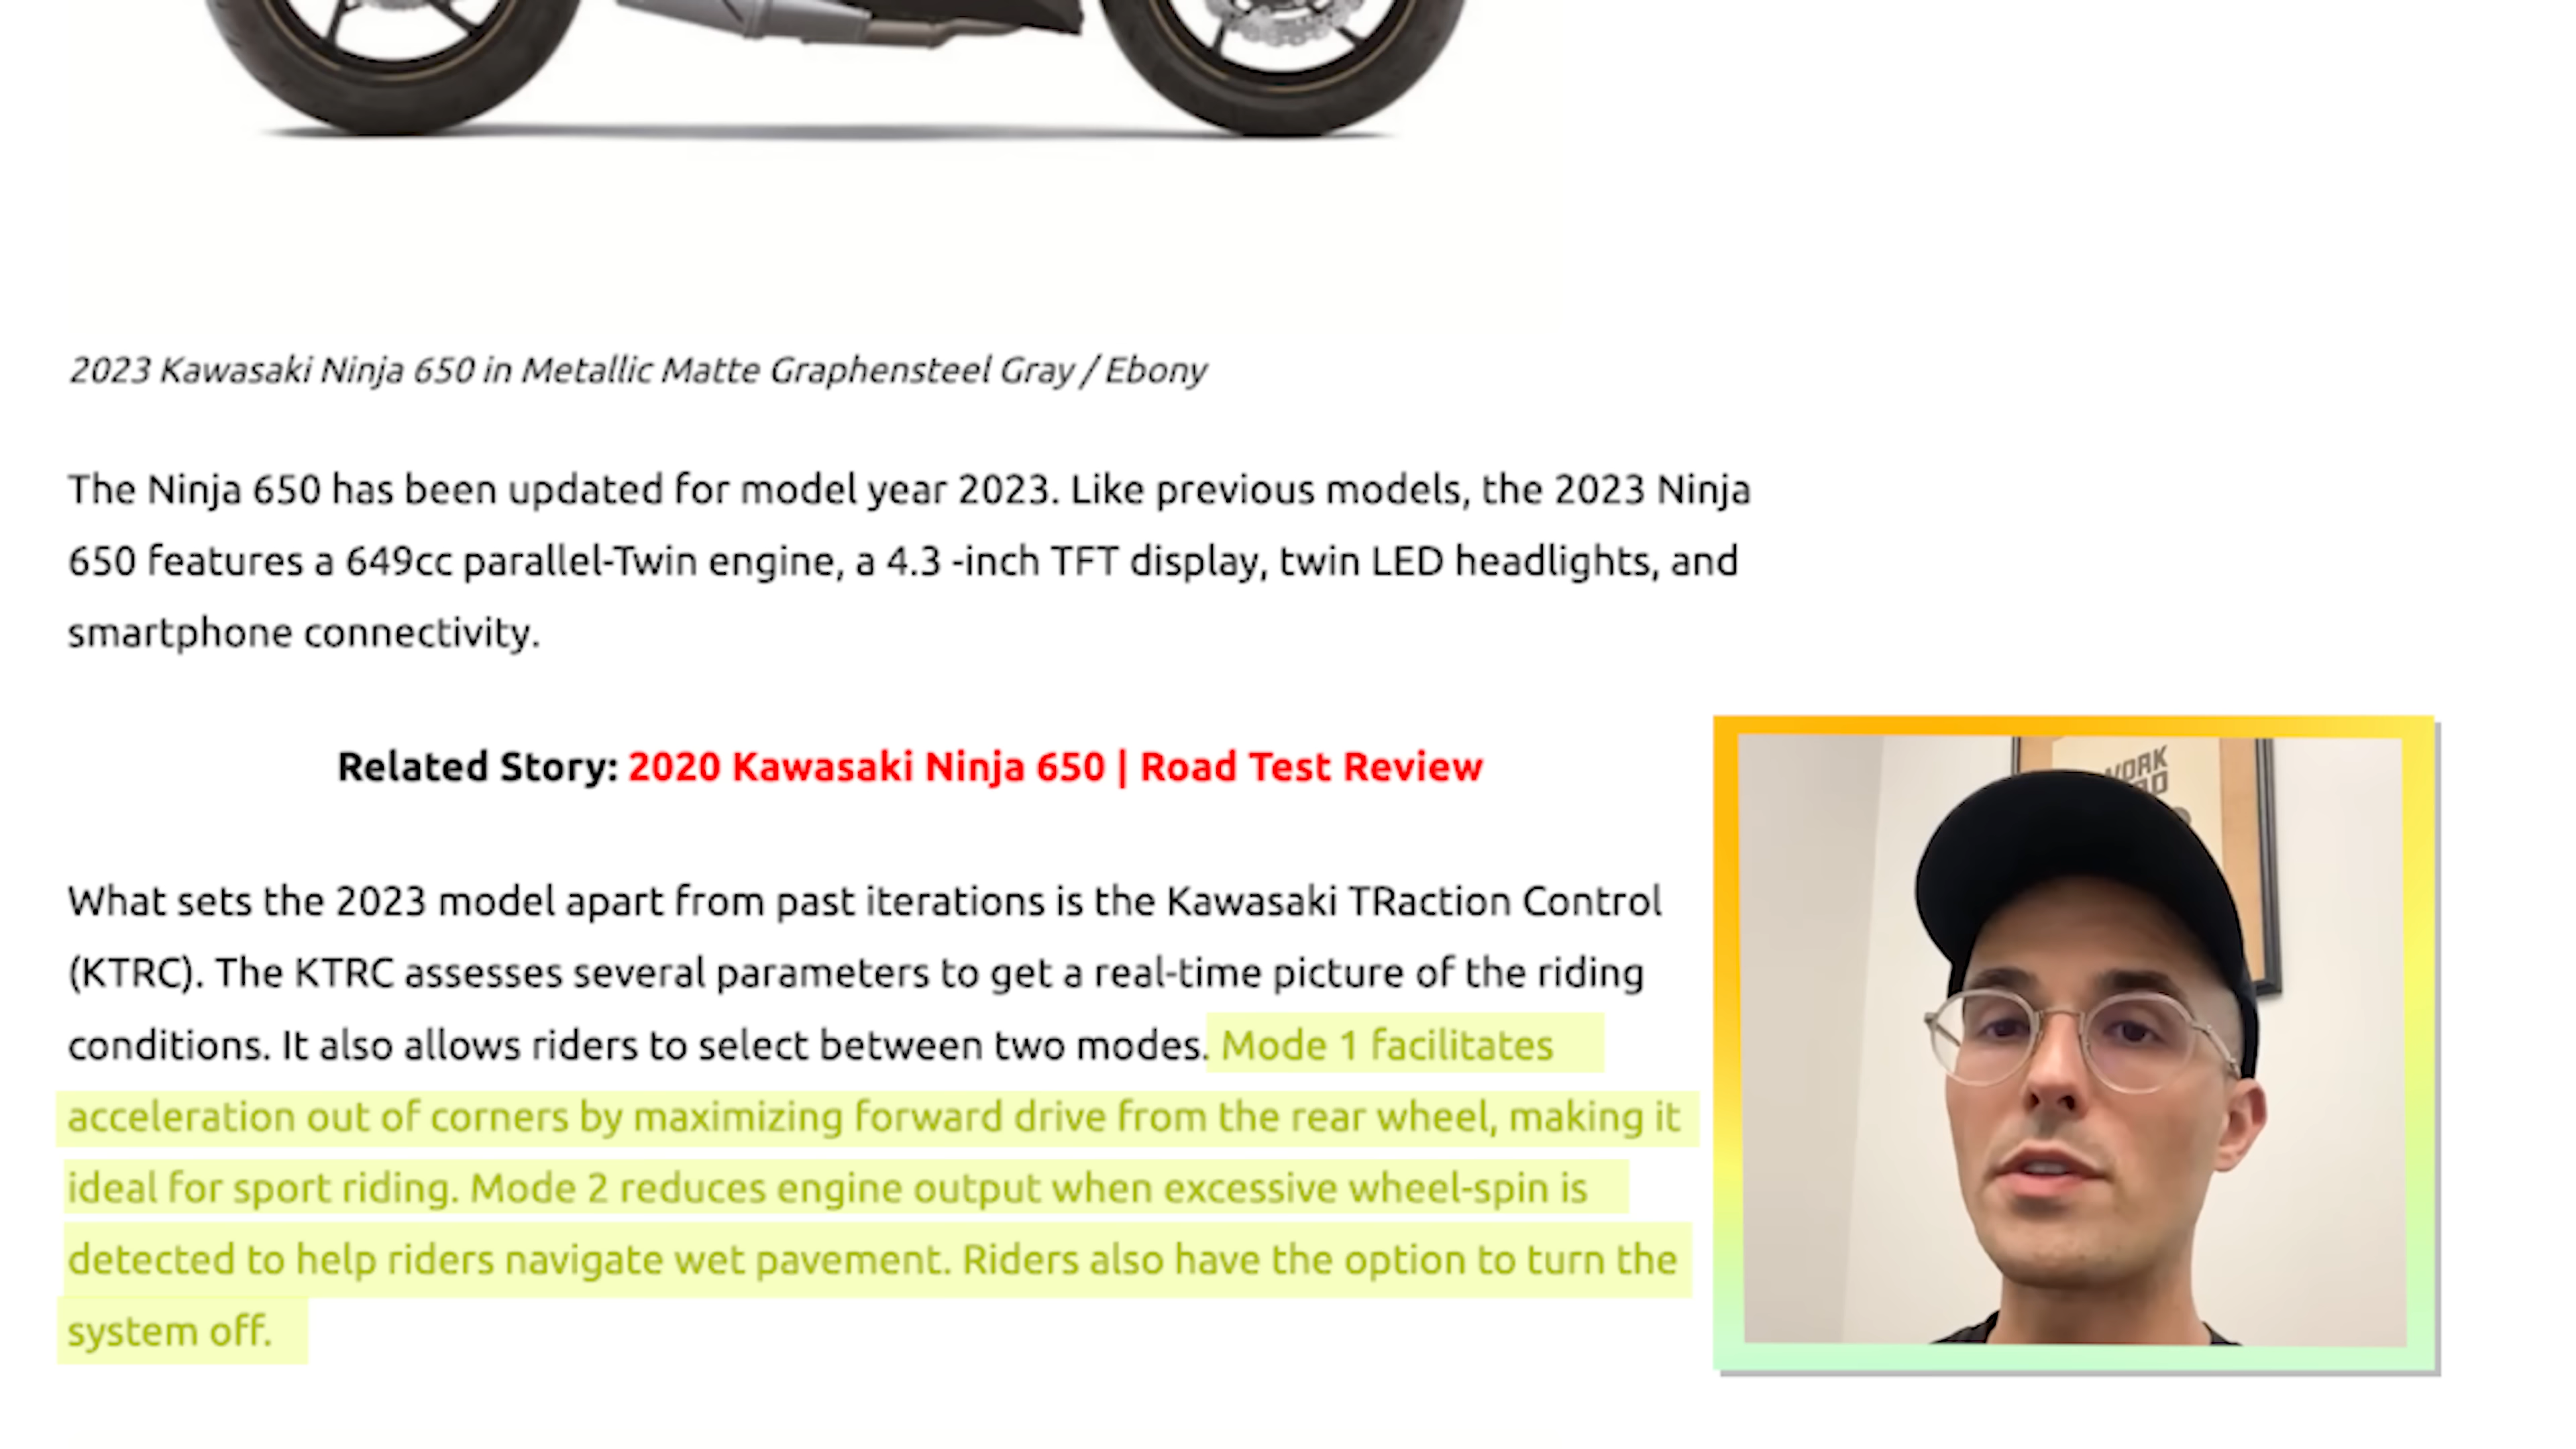 2023 Kawasaki Ninja 650 in Metallic Matte Graphensteel Gray / Ebony
The Ninja 650 has been updated for model year 2023. Like previous models, the 2023 Ninja
650 features a 649cc parallel-Twin engine, a 4.3 -inch TFT display, twin LED headlights, and
smartphone connectivity.
Related Story: 2020 Kawasaki Ninja 650 | Road Test Review
What sets the 2023 model apart from past iterations is the Kawasaki TRaction Control
(KTRC). The KTRC assesses several parameters to get a real-time picture of the riding
conditions. It also allows riders to select between two modes. Mode 1 facilitates
acceleration out of corners by maximizing forward drive from the rear wheel, making it
ideal for sport riding. Mode 2 reduces engine output when excessive wheel-spin is
detected to help riders navigate wet pavement. Riders also have the option to turn the
system off.